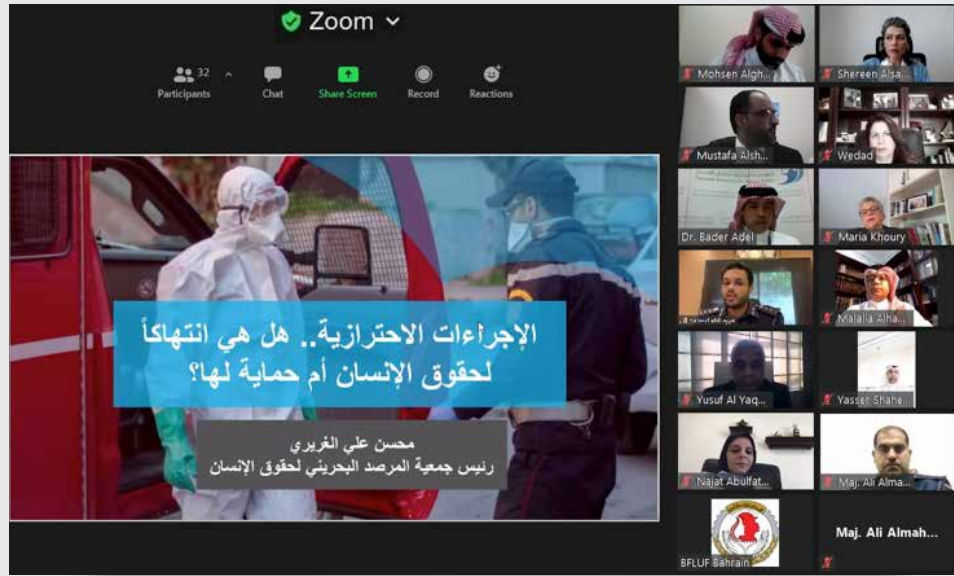 Zoom
32
Participants
Chat
Share Screen
Record
Reactions
الإجراءات الاحترازية.. هل هي انتهاكاً
لحقوق الإنسان أم حماية لها؟
محسن علي الغريري
رئيس جمعية المرصد البحريني لحقوق الإنسان
Mohsen Algh...
Shereen Alsa...
Mustafa Alsh...
Wedad
Dr. Bader Adel
Maria Khoury
Malalla Alha...
Yusuf Al Yaq...
Yasser Shahe...
Najat Abulfat...
Maj. Ali Alma...
BFLUF Bahrain
Maj. Ali Almah...